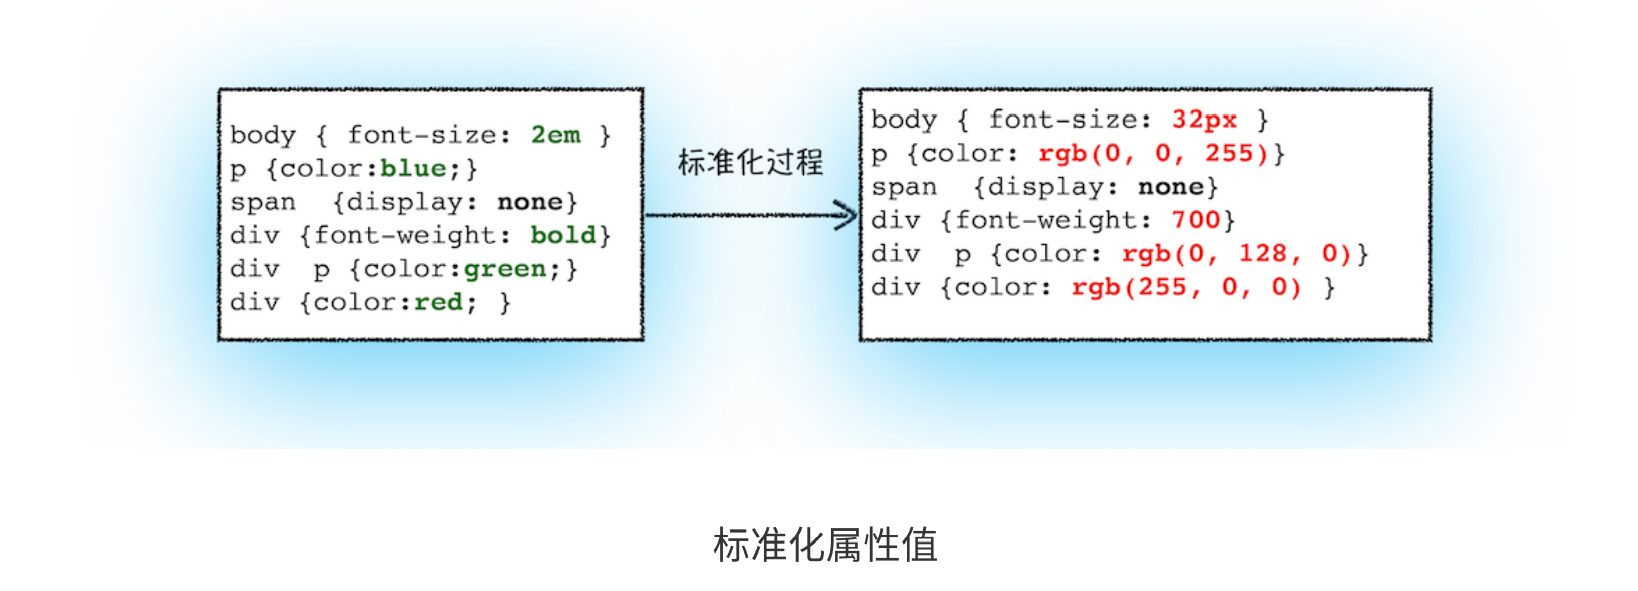 body { font-size: 2em }
p {color:blue;}
span  {display: none}
div {font-weight: bold}
div  p {color:green;}
div {color:red; }
标准化过程
body { font-size: 32px }
p {color: rgb(0, 0, 255)}
span  {display: none}
div {font-weight: 700}
div  p {color: rgb(0, 128, 0)}
div {color: rgb(255, 0, 0) }
标准化属性值